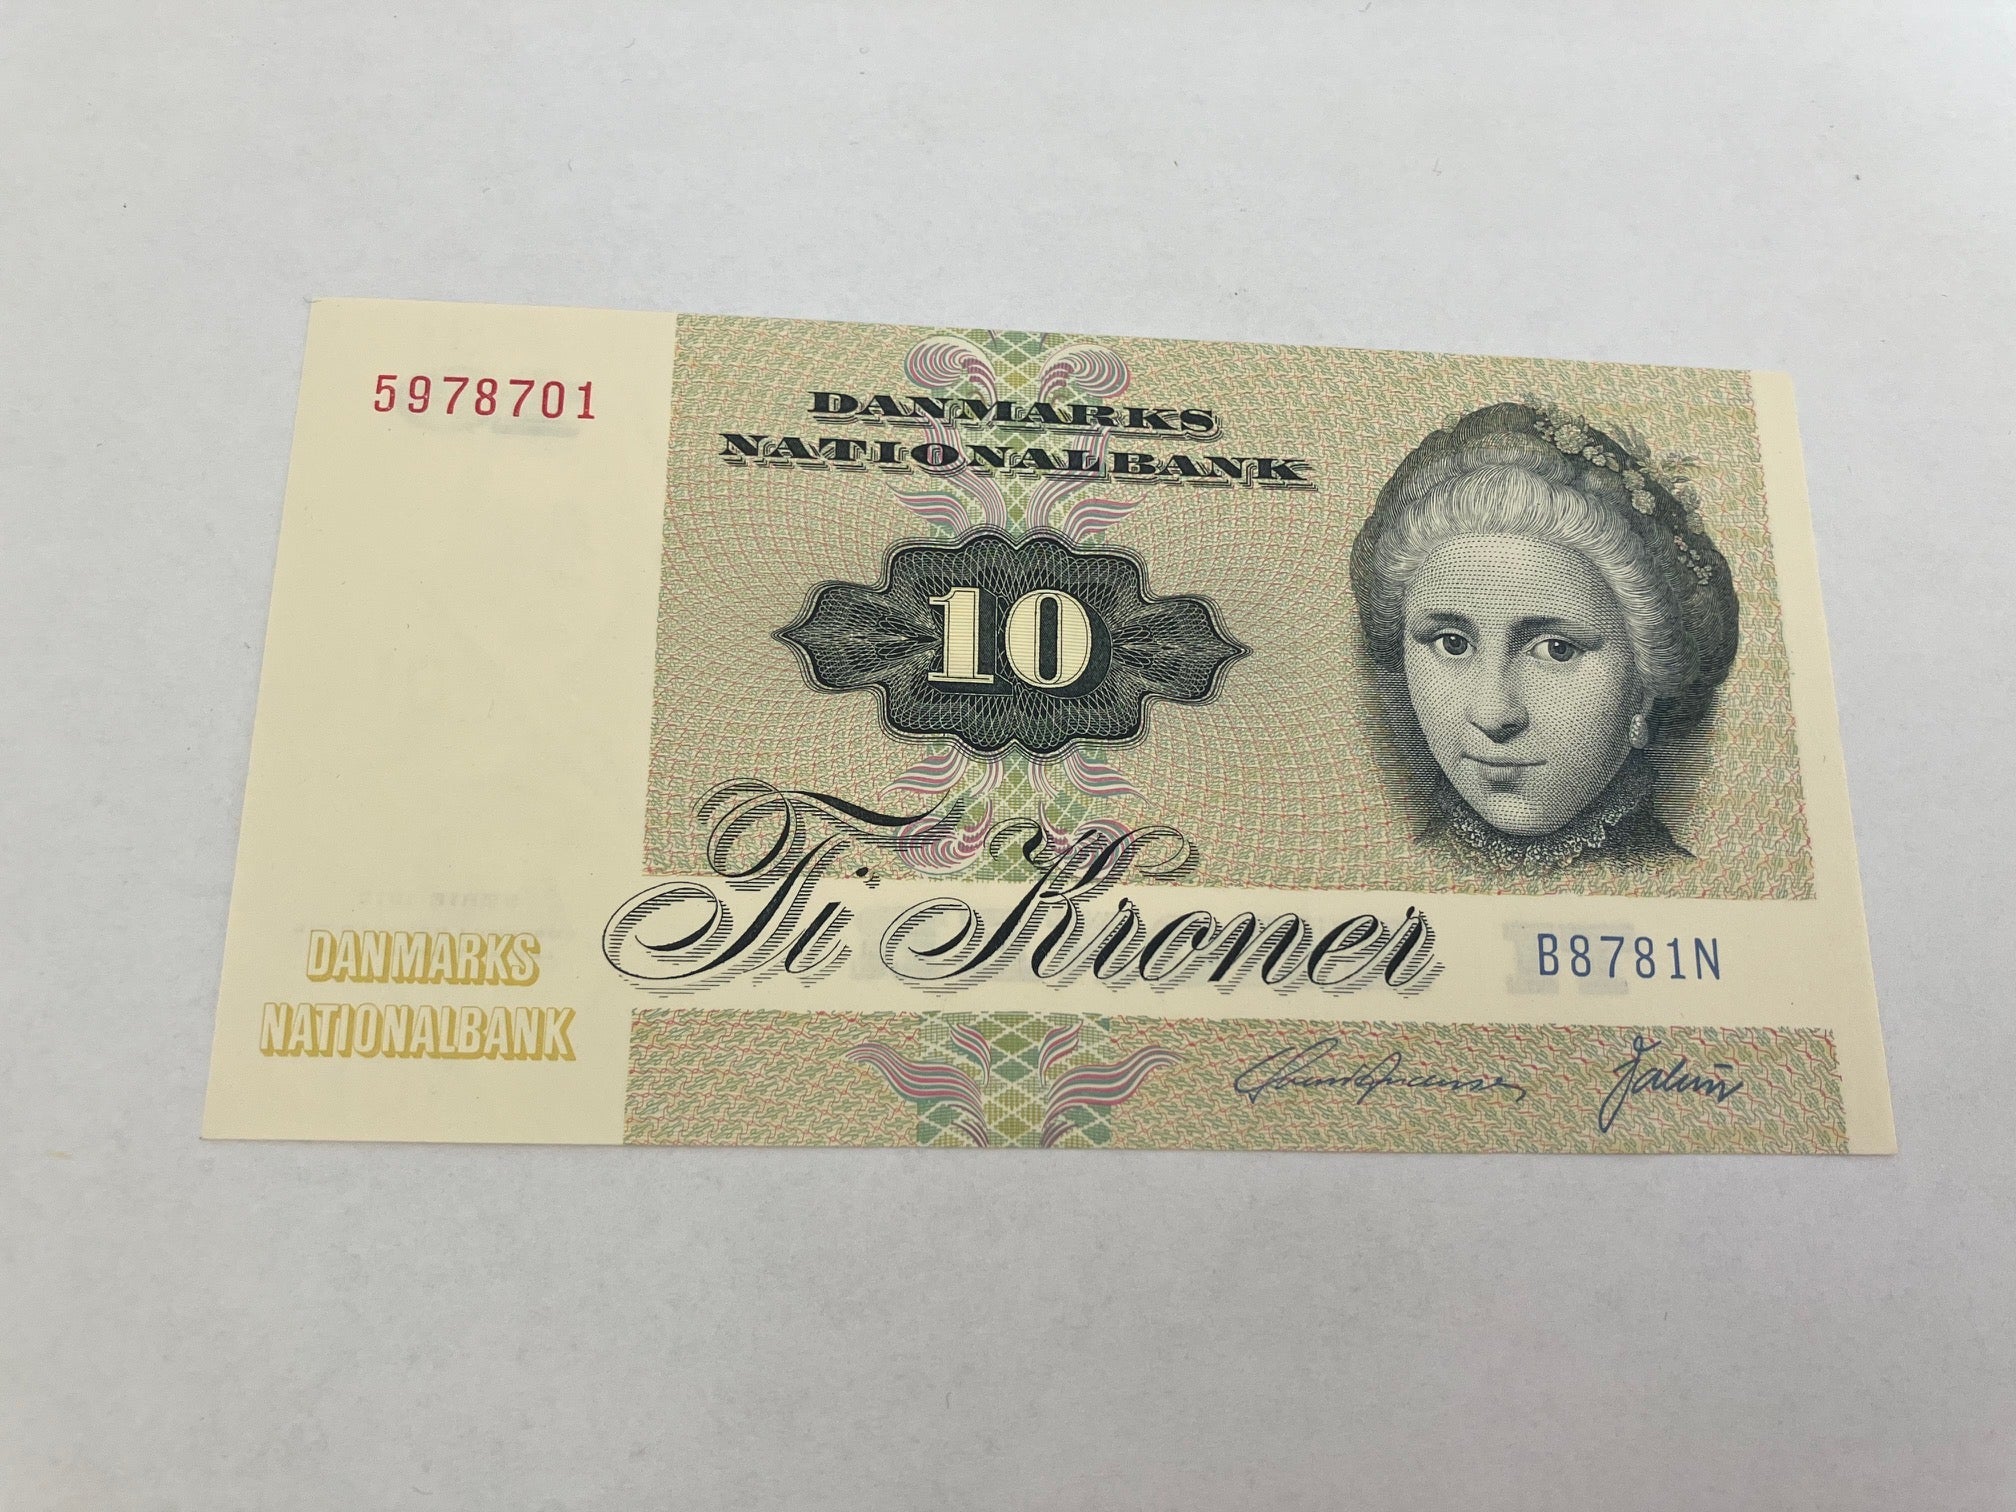 5978701
DANMARKS
NATIONALBANK
10
Ti Kroner
B8781N
DANMARKS
NATIONALBANK